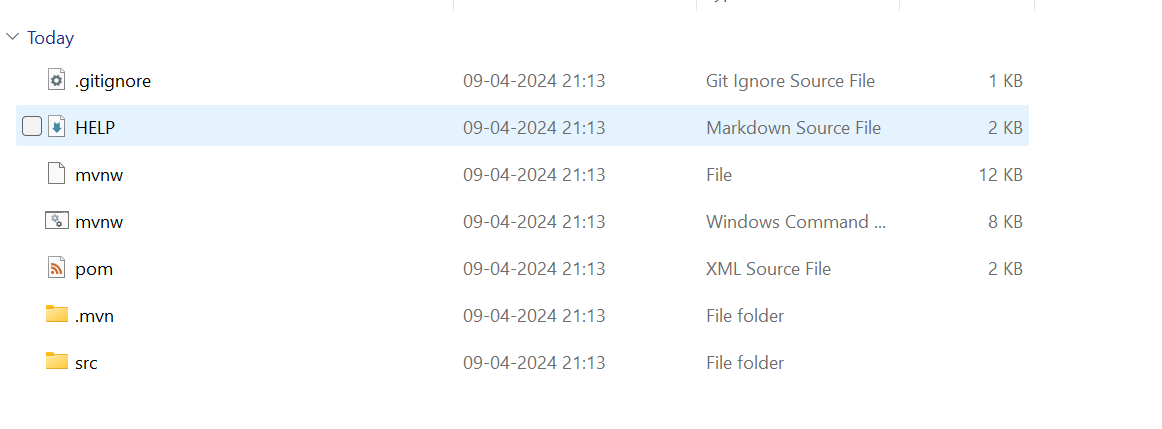 Today
.gitignore 09-04-2024 21:13 Git Ignore Source File 1 KB
HELP 09-04-2024 21:13 Markdown Source File 2 KB
mvnw 09-04-2024 21:13 File 12 KB
mvnw 09-04-2024 21:13 Windows Command ... 8 KB
pom 09-04-2024 21:13 XML Source File 2 KB
.mvn 09-04-2024 21:13 File folder
src 09-04-2024 21:13 File folder